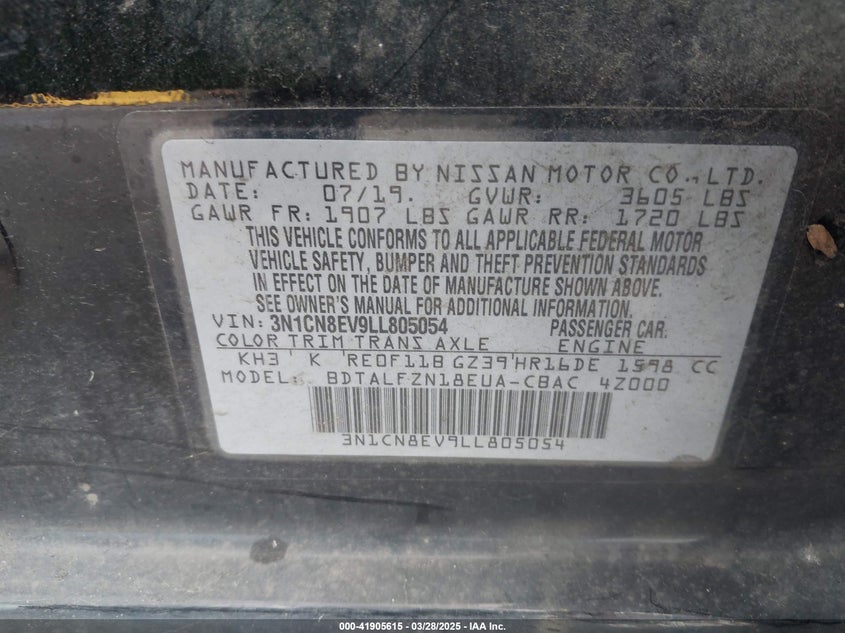 MANUFACTURED BY NISSAN MOTOR CO., LTD.
DATE: 07/19. GVWR: 3605 LBS
GAWR FR: 1907 LBS GAWR RR: 1720 LBS
THIS VEHICLE CONFORMS TO ALL APPLICABLE FEDERAL MOTOR
VEHICLE SAFETY, BUMPER AND THEFT PREVENTION STANDARDS
IN EFFECT ON THE DATE OF MANUFACTURE SHOWN ABOVE.
SEE OWNER'S MANUAL FOR ADDITIONAL INFORMATION.
VIN: 3N1CN8EV9LL805054 PASSENGER CAR.
COLOR TRIM TRANS AXLE ENGINE
KH3 K RE0F11B GZ39 HR16DE 1598 CC
MODEL: BDTALFZN18EUA-CBAC 4Z000
3N1CN8EV9LL805054
000-41905615 - 03/28/2025 - IAA Inc.